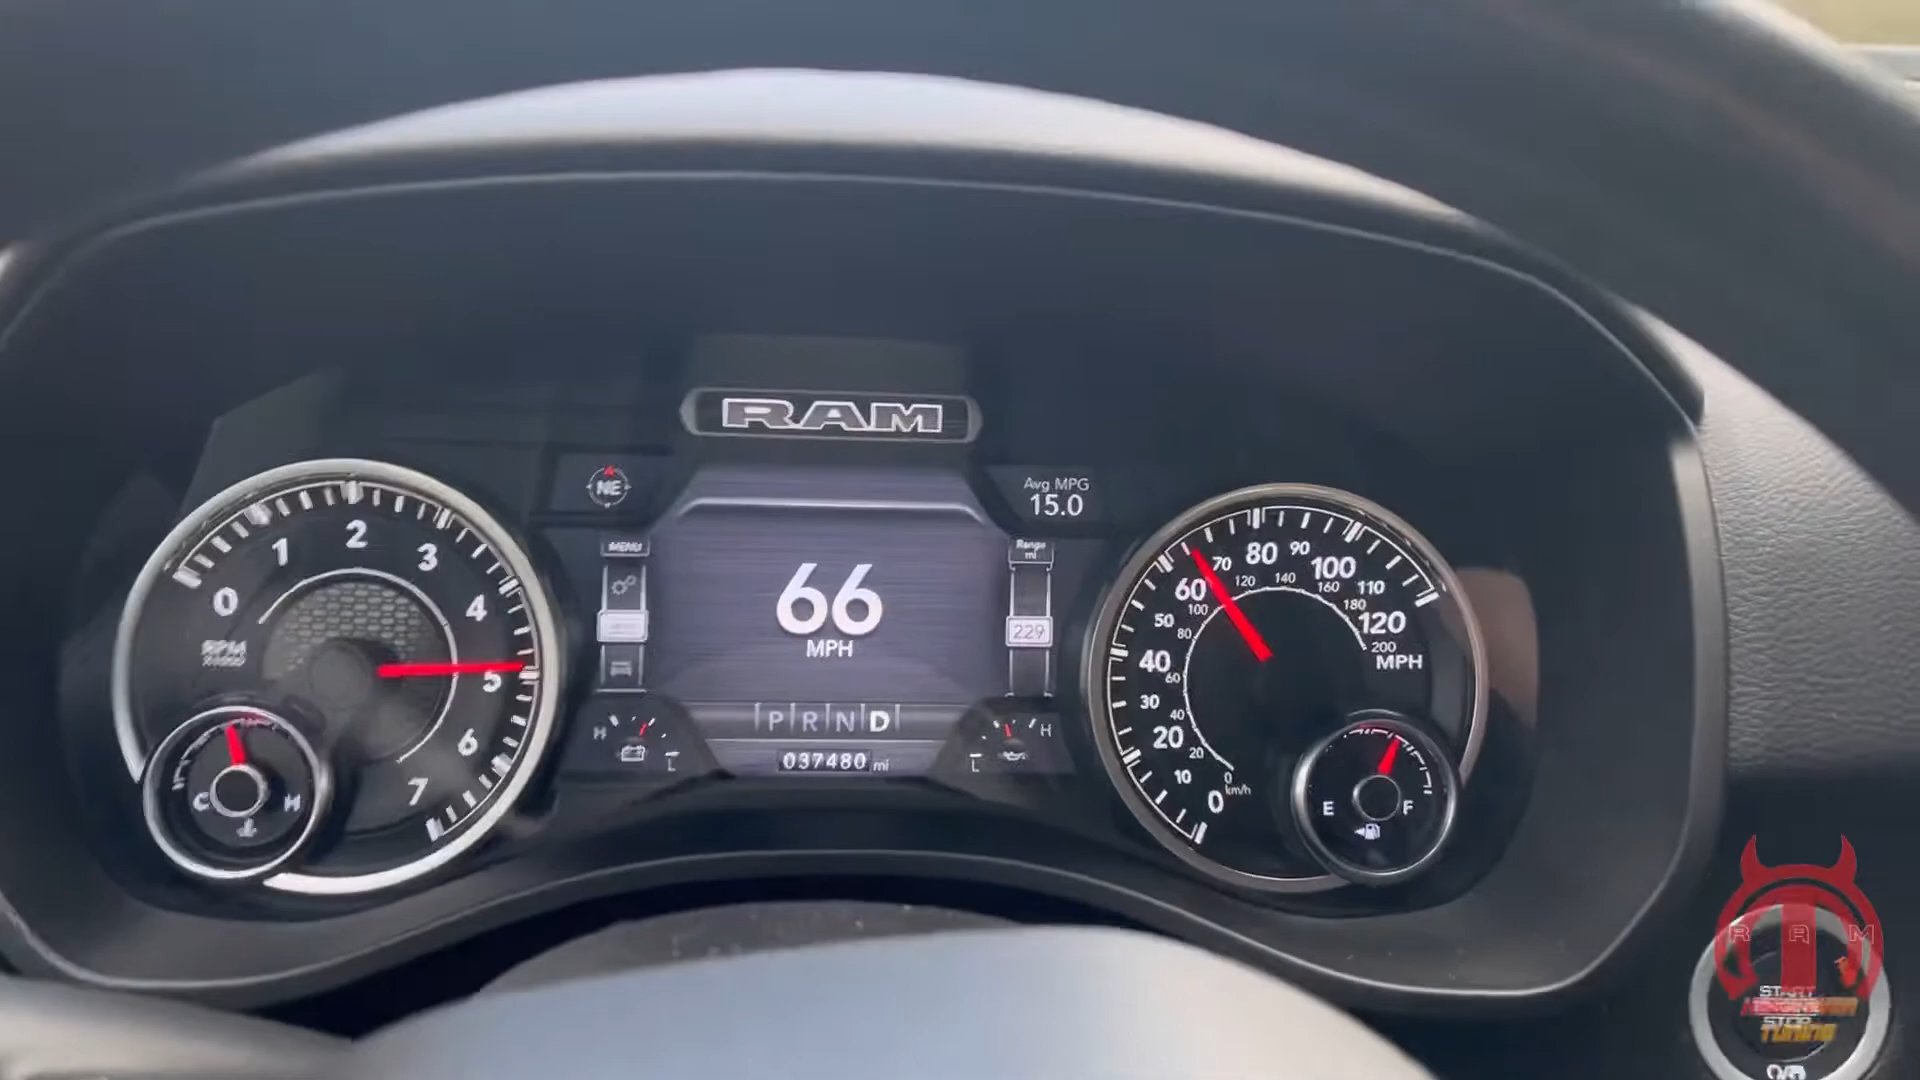 RAM
NE
Avg MPG
15.0
MENU
Range
mi
229
66
MPH
PRND
037480 mi
H
L
H
L
0
1
2
3
4
5
6
7
RPM
C
H
0
10
20
30
40
50
60
70
80
90
100
110
120
MPH
0
20
40
60
80
100
120
140
160
180
200
km/h
E
F
RAM
START
STOP
TUNING